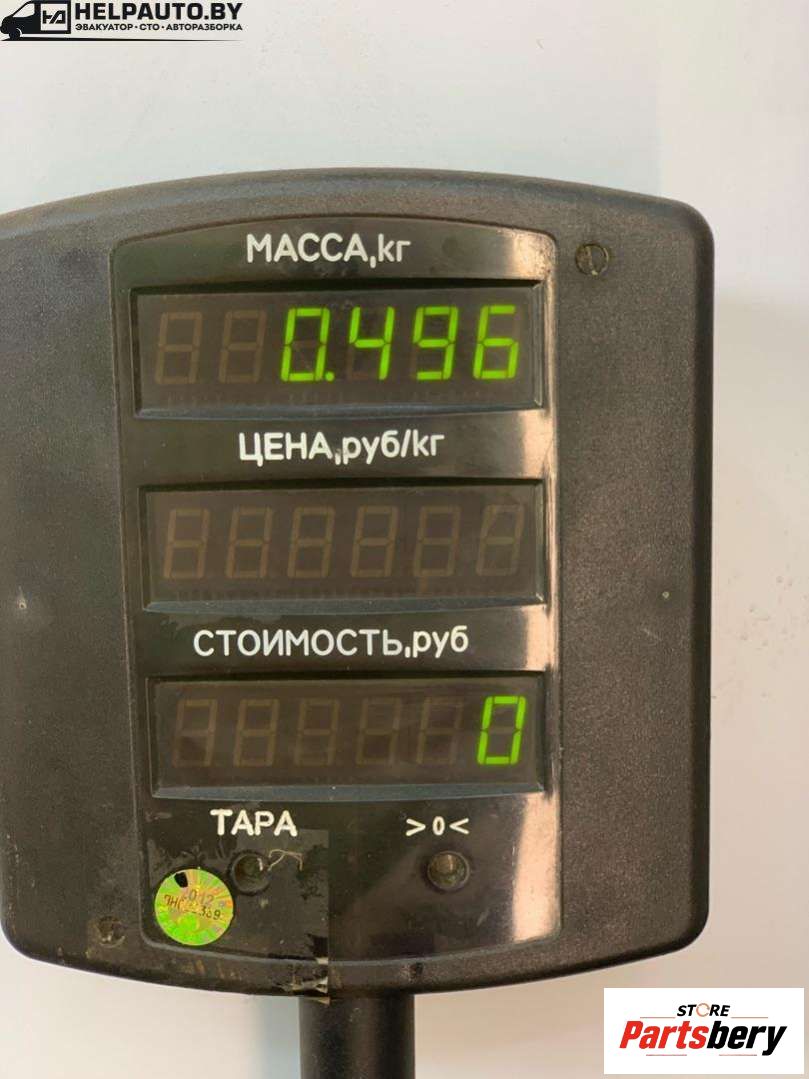 HELPAUTO.BY
ЭВАКУАТОР·СТО·АВТОРАЗБОРКА
МАССА,кг
0.496
ЦЕНА,руб/кг
СТОИМОСТЬ,руб
0
ТАРА >0<
STORE
Partsbery